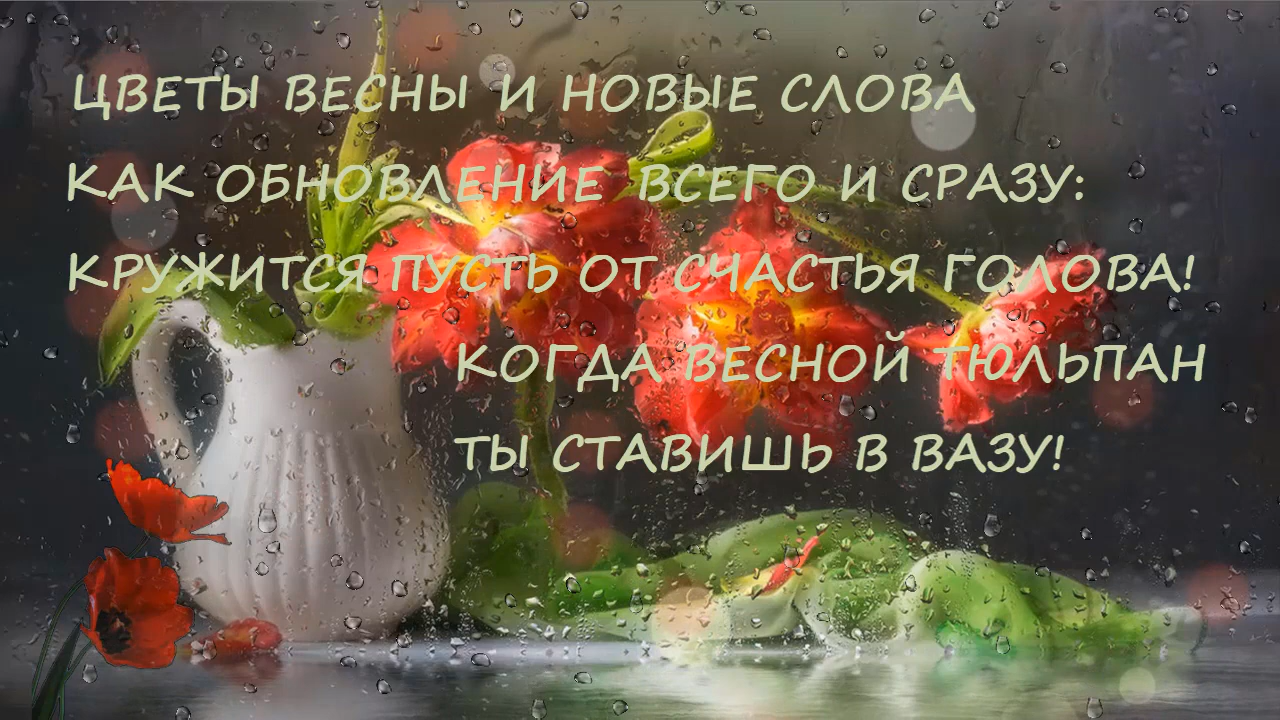 ЦВЕТЫ ВЕСНЫ И НОВЫЕ СЛОВА
КАК ОБНОВЛЕНИЕ ВСЕГО И СРАЗУ:
КРУЖИТСЯ ПУСТЬ ОТ СЧАСТЬЯ ГОЛОВА!
КОГДА ВЕСНОЙ ТЮЛЬПАН
ТЫ СТАВИШЬ В ВАЗУ!